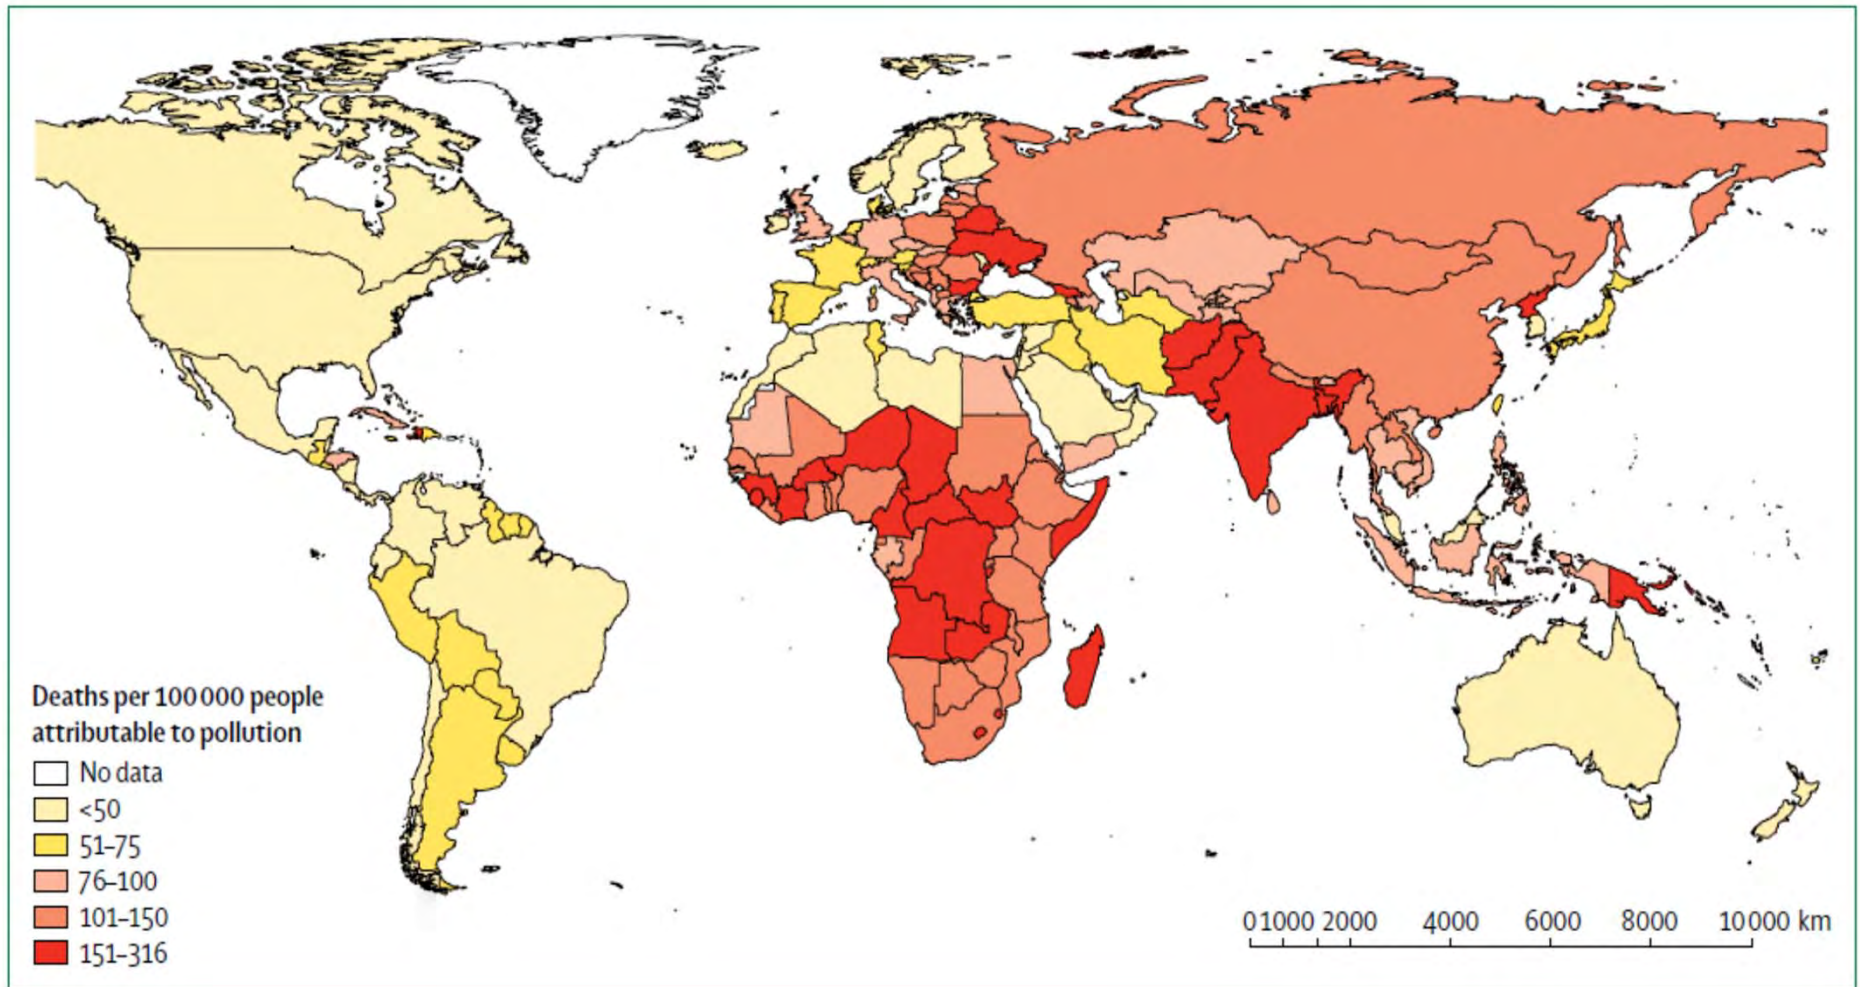 Deaths per 100 000 people
attributable to pollution
No data
<50
51–75
76–100
101–150
151–316
0 1000 2000 4000 6000 8000 10 000 km